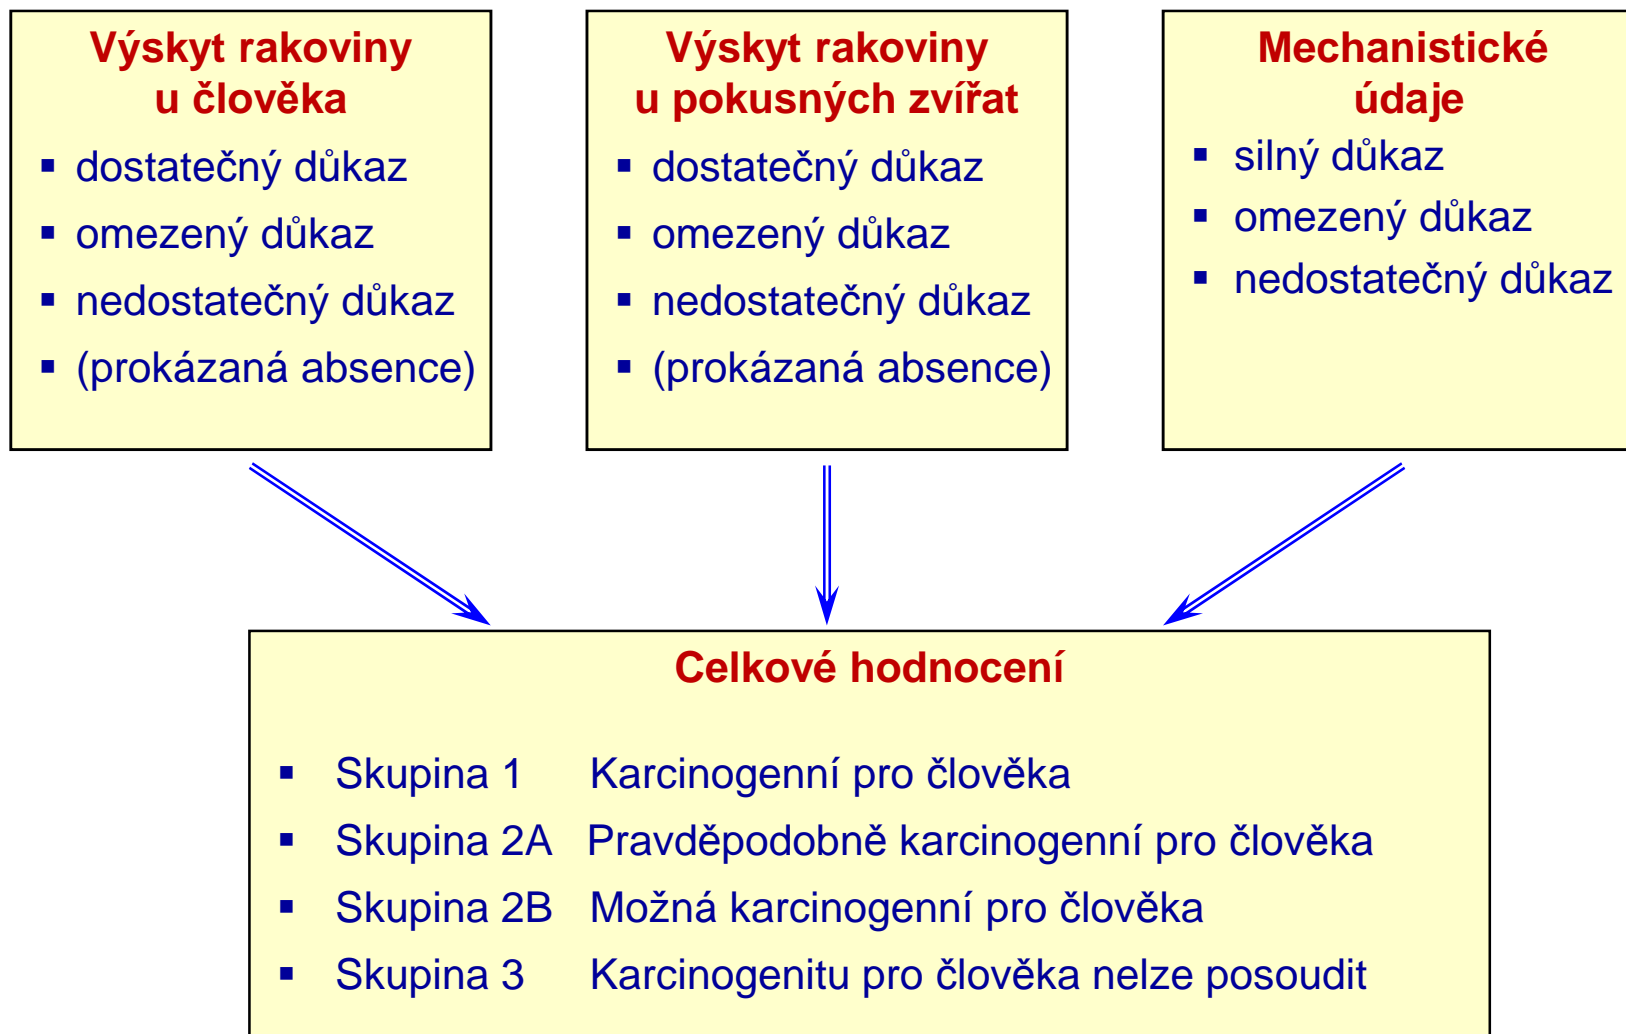 Výskyt rakoviny
u člověka
▪ dostatečný důkaz
▪ omezený důkaz
▪ nedostatečný důkaz
▪ (prokázaná absence)
Výskyt rakoviny
u pokusných zvířat
▪ dostatečný důkaz
▪ omezený důkaz
▪ nedostatečný důkaz
▪ (prokázaná absence)
Mechanistické
údaje
▪ silný důkaz
▪ omezený důkaz
▪ nedostatečný důkaz
Celkové hodnocení
▪ Skupina 1 Karcinogenní pro člověka
▪ Skupina 2A Pravděpodobně karcinogenní pro člověka
▪ Skupina 2B Možná karcinogenní pro člověka
▪ Skupina 3 Karcinogenitu pro člověka nelze posoudit